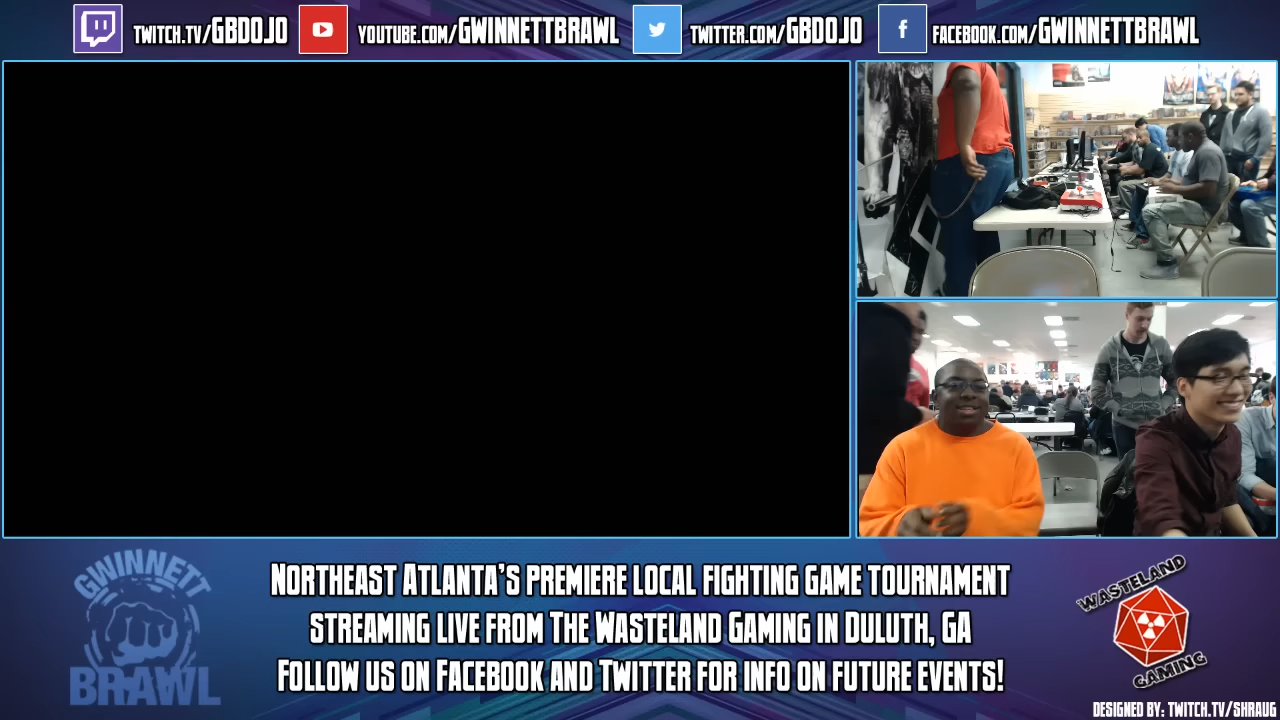 TWITCH.TV/GBDOJO
YOUTUBE.COM/GWINNETTBRAWL
TWITTER.COM/GBDOJO
FACEBOOK.COM/GWINNETTBRAWL
GWINNETT
BRAWL
NORTHEAST ATLANTA'S PREMIERE LOCAL FIGHTING GAME TOURNAMENT
STREAMING LIVE FROM THE WASTELAND GAMING IN DULUTH, GA
FOLLOW US ON FACEBOOK AND TWITTER FOR INFO ON FUTURE EVENTS!
WASTELAND
GAMING
DESIGNED BY: TWITCH.TV/SHRAUG